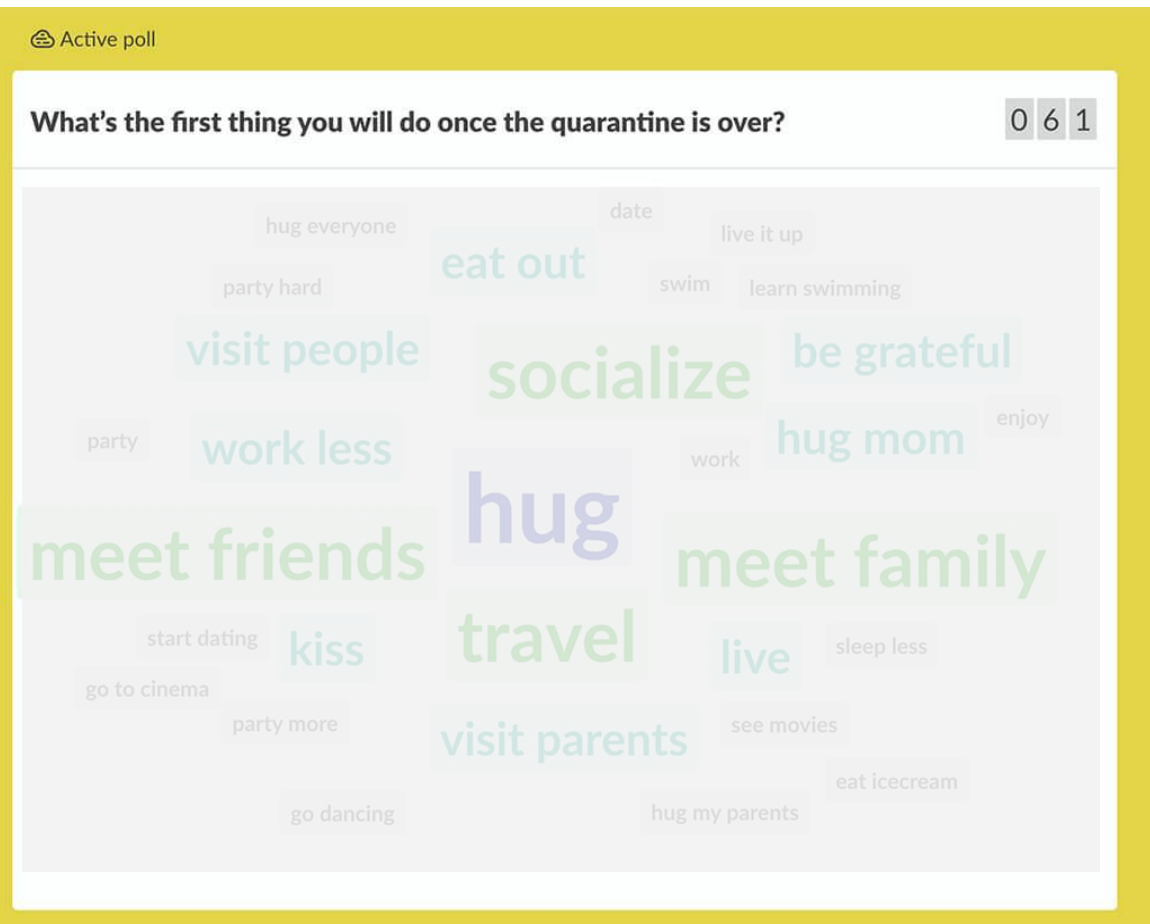 Active poll
What's the first thing you will do once the quarantine is over?
0 6 1
date
hug everyone
live it up
eat out
swim
party hard
learn swimming
visit people
be grateful
socialize
enjoy
party
hug mom
work less
work
hug
meet friends
meet family
start dating
travel
sleep less
kiss
live
go to cinema
party more
see movies
visit parents
eat icecream
go dancing
hug my parents